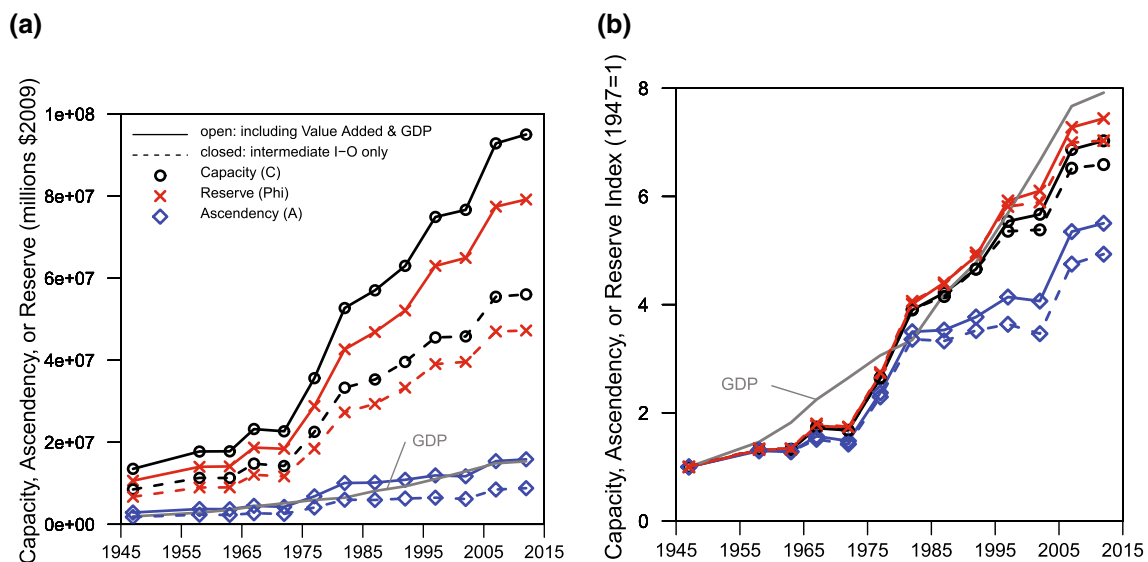 (a)
Capacity, Ascendency, or Reserve (millions $2009)
1e+08
8e+07
6e+07
4e+07
2e+07
0e+00
open: including Value Added & GDP
closed: intermediate I−O only
Capacity (C)
Reserve (Phi)
Ascendency (A)
GDP
1945 1955 1965 1975 1985 1995 2005 2015
(b)
Capacity, Ascendency, or Reserve Index (1947=1)
8
6
4
2
0
GDP
1945 1955 1965 1975 1985 1995 2005 2015